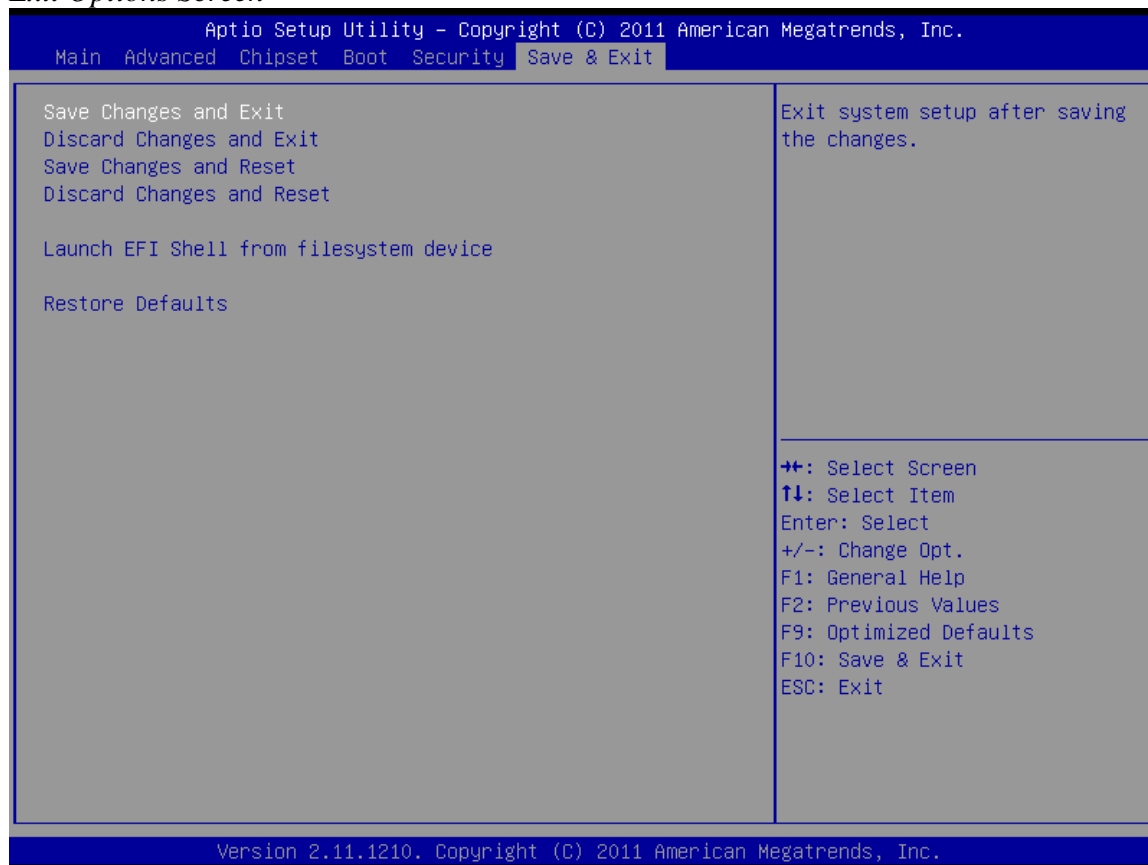 Exit Options Screen
Aptio Setup Utility – Copyright (C) 2011 American Megatrends, Inc.
Main Advanced Chipset Boot Security Save & Exit
Save Changes and Exit
Discard Changes and Exit
Save Changes and Reset
Discard Changes and Reset
Launch EFI Shell from filesystem device
Restore Defaults
Exit system setup after saving
the changes.
→←: Select Screen
↑↓: Select Item
Enter: Select
+/-: Change Opt.
F1: General Help
F2: Previous Values
F9: Optimized Defaults
F10: Save & Exit
ESC: Exit
Version 2.11.1210. Copyright (C) 2011 American Megatrends, Inc.